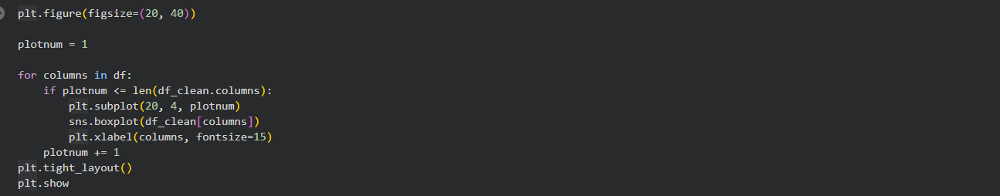 plt.figure(figsize=(20, 40))
plotnum = 1
for columns in df:
    if plotnum <= len(df_clean.columns):
        plt.subplot(20, 4, plotnum)
        sns.boxplot(df_clean[columns])
        plt.xlabel(columns, fontsize=15)
    plotnum += 1
plt.tight_layout()
plt.show